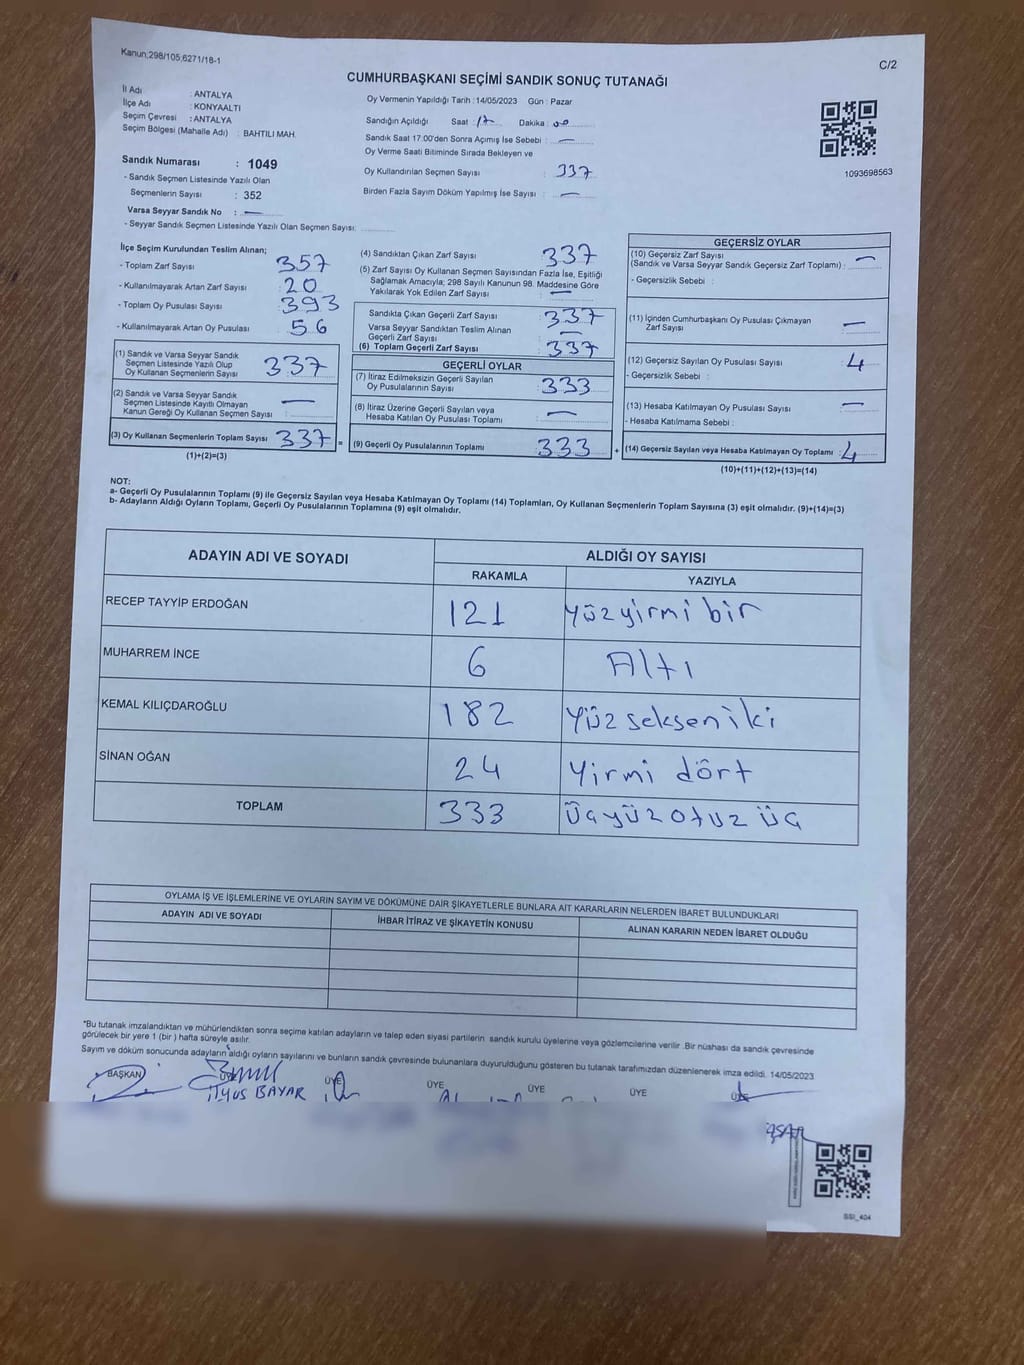 Kanun;298/105,6271/18-1
C/2
CUMHURBAŞKANI SEÇİMİ SANDIK SONUÇ TUTANAĞI
İl Adı : ANTALYA
İlçe Adı : KONYAALTI
Seçim Çevresi : ANTALYA
Seçim Bölgesi (Mahalle Adı) : BAHTILI MAH.
Sandık Numarası : 1049
- Sandık Seçmen Listesinde Yazılı Olan
Seçmenlerin Sayısı : 352
Varsa Seyyar Sandık No : —
- Seyyar Sandık Seçmen Listesinde Yazılı Olan Seçmen Sayısı:
Oy Vermenin Yapıldığı Tarih : 14/05/2023 Gün : Pazar
Sandığın Açıldığı Saat : 17 Dakika : 00
Sandık Saat 17.00'den Sonra Açımış İse Sebebi : —
Oy Verme Saati Bitiminde Sırada Bekleyen ve
Oy Kullandırılan Seçmen Sayısı : 337
Birden Fazla Sayım Döküm Yapılmış İse Sayısı : —
1093698563
İlçe Seçim Kurulundan Teslim Alınan;
- Toplam Zarf Sayısı : 357
- Kullanılmayarak Artan Zarf Sayısı : 20
- Toplam Oy Pusulası Sayısı : 393
- Kullanılmayarak Artan Oy Pusulası : 56
(1) Sandık ve Varsa Seyyar Sandık
Seçmen Listesinde Yazılı Olup
Oy Kullanan Seçmenlerin Sayısı : 337
(2) Sandık ve Varsa Seyyar Sandık
Seçmen Listesinde Kayıtlı Olmayan
Kanun Gereği Oy Kullanan Seçmen Sayısı : —
(3) Oy Kullanan Seçmenlerin Toplam Sayısı : 337 =
(1)+(2)=(3)
(4) Sandıktan Çıkan Zarf Sayısı : 337
(5) Zarf Sayısı Oy Kullanan Seçmen Sayısından Fazla İse, Eşitliği
Sağlamak Amacıyla; 298 Sayılı Kanunun 98. Maddesine Göre
Yakılarak Yok Edilen Zarf Sayısı : —
Sandıkta Çıkan Geçerli Zarf Sayısı : 337
Varsa Seyyar Sandıktan Teslim Alınan
Geçerli Zarf Sayısı : —
(6) Toplam Geçerli Zarf Sayısı : 337
GEÇERLİ OYLAR
(7) İtiraz Edilmeksizin Geçerli Sayılan
Oy Pusulalarının Sayısı : 333
(8) İtiraz Üzerine Geçerli Sayılan veya
Hesaba Katılan Oy Pusulası Toplamı : —
(9) Geçerli Oy Pusulalarının Toplamı : 333 +
GEÇERSİZ OYLAR
(10) Geçersiz Zarf Sayısı
(Sandık ve Varsa Seyyar Sandık Geçersiz Zarf Toplamı) : —
- Geçersizlik Sebebi :
(11) İçinden Cumhurbaşkanı Oy Pusulası Çıkmayan
Zarf Sayısı : —
(12) Geçersiz Sayılan Oy Pusulası Sayısı : 4
- Geçersizlik Sebebi :
(13) Hesaba Katılmayan Oy Pusulası Sayısı : —
- Hesaba Katılmama Sebebi :
(14) Geçersiz Sayılan veya Hesaba Katılmayan Oy Toplamı : 4
(10)+(11)+(12)+(13)=(14)
NOT:
a- Geçerli Oy Pusulalarının Toplamı (9) ile Geçersiz Sayılan veya Hesaba Katılmayan Oy Toplamı (14) Toplamları, Oy Kullanan Seçmenlerin Toplam Sayısına (3) eşit olmalıdır. (9)+(14)=(3)
b- Adayların Aldığı Oyların Toplamı, Geçerli Oy Pusulalarının Toplamına (9) eşit olmalıdır.
ADAYIN ADI VE SOYADI ALDIĞI OY SAYISI
RAKAMLA YAZIYLA
RECEP TAYYİP ERDOĞAN 121 yüzyirmi bir
MUHARREM İNCE 6 Altı
KEMAL KILIÇDAROĞLU 182 yüz seksen iki
SİNAN OĞAN 24 yirmi dört
TOPLAM 333 üçyüz otuz üç
OYLAMA İŞ VE İŞLEMLERİNE VE OYLARIN SAYIM VE DÖKÜMÜNE DAİR ŞİKAYETLERLE BUNLARA AİT KARARLARIN NELERDEN İBARET BULUNDUKLARI
ADAYIN ADI VE SOYADI İHBAR İTİRAZ VE ŞİKAYETİN KONUSU ALINAN KARARIN NEDEN İBARET OLDUĞU
*Bu tutanak imzalandıktan ve mühürlendikten sonra seçime katılan adayların ve talep eden siyasi partilerin sandık kurulu üyelerine veya gözlemcilerine verilir .Bir nüshası da sandık çevresinde
görülecek bir yere 1 (bir ) hafta süreyle asılır.
Sayım ve döküm sonucunda adayların aldığı oyların sayılarını ve bunların sandık çevresinde bulunanlara duyurulduğunu gösteren bu tutanak tarafımızdan düzenlenerek imza edildi. 14/05/2023
BAŞKAN ÜYE ÜYE ÜYE ÜYE ÜYE ÜYE
İlyas BAYAR
SSI_404